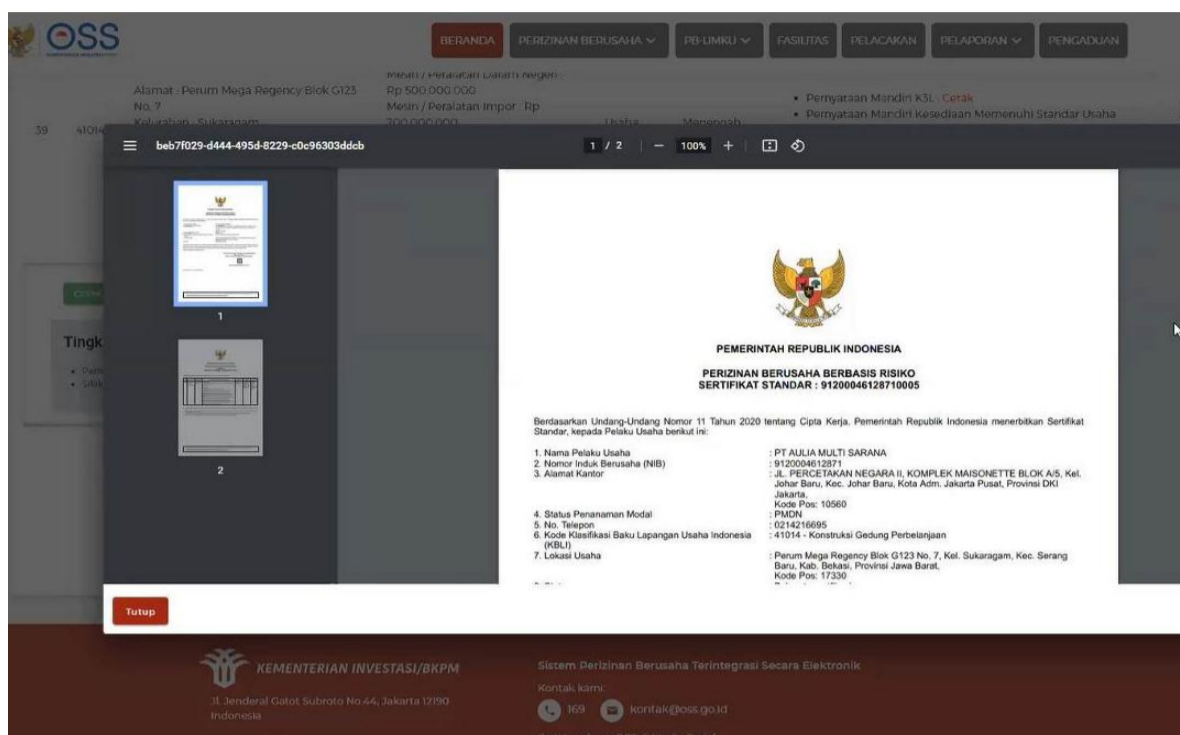 OSS
BERANDA
PERIZINAN BERUSAHA
PB-UMKU
FASILITAS
PELACAKAN
PELAPORAN
PENGADUAN
Mesin / Peralatan Dalam Negeri :
Alamat : Perum Mega Regency Blok G123
Rp 500.000.000
No. 7
Mesin / Peralatan Impor : Rp
Kelurahan : Sukaragam
200.000.000
Usaha
Menengah
• Pernyataan Mandiri K3L : Cetak
• Pernyataan Mandiri Kesediaan Memenuhi Standar Usaha
39
41014
beb7f029-d444-495d-8229-c0c96303ddcb
1 / 2
100%
1
2
Tingk
PEMERINTAH REPUBLIK INDONESIA
PERIZINAN BERUSAHA BERBASIS RISIKO
SERTIFIKAT STANDAR : 91200046128710005
Berdasarkan Undang-Undang Nomor 11 Tahun 2020 tentang Cipta Kerja, Pemerintah Republik Indonesia menerbitkan Sertifikat
Standar, kepada Pelaku Usaha berikut ini:
1. Nama Pelaku Usaha : PT AULIA MULTI SARANA
2. Nomor Induk Berusaha (NIB) : 9120004612871
3. Alamat Kantor : JL. PERCETAKAN NEGARA II, KOMPLEK MAISONETTE BLOK A/5, Kel.
Johar Baru, Kec. Johar Baru, Kota Adm. Jakarta Pusat, Provinsi DKI
Jakarta,
Kode Pos: 10560
4. Status Penanaman Modal : PMDN
5. No. Telepon : 0214216695
6. Kode Klasifikasi Baku Lapangan Usaha Indonesia : 41014 - Konstruksi Gedung Perbelanjaan
(KBLI)
7. Lokasi Usaha : Perum Mega Regency Blok G123 No. 7, Kel. Sukaragam, Kec. Serang
Baru, Kab. Bekasi, Provinsi Jawa Barat,
Kode Pos: 17330
Tutup
KEMENTERIAN INVESTASI/BKPM
Jl. Jenderal Gatot Subroto No.44, Jakarta 12190
Indonesia
Sistem Perizinan Berusaha Terintegrasi Secara Elektronik
Kontak kami:
169
kontak@oss.go.id